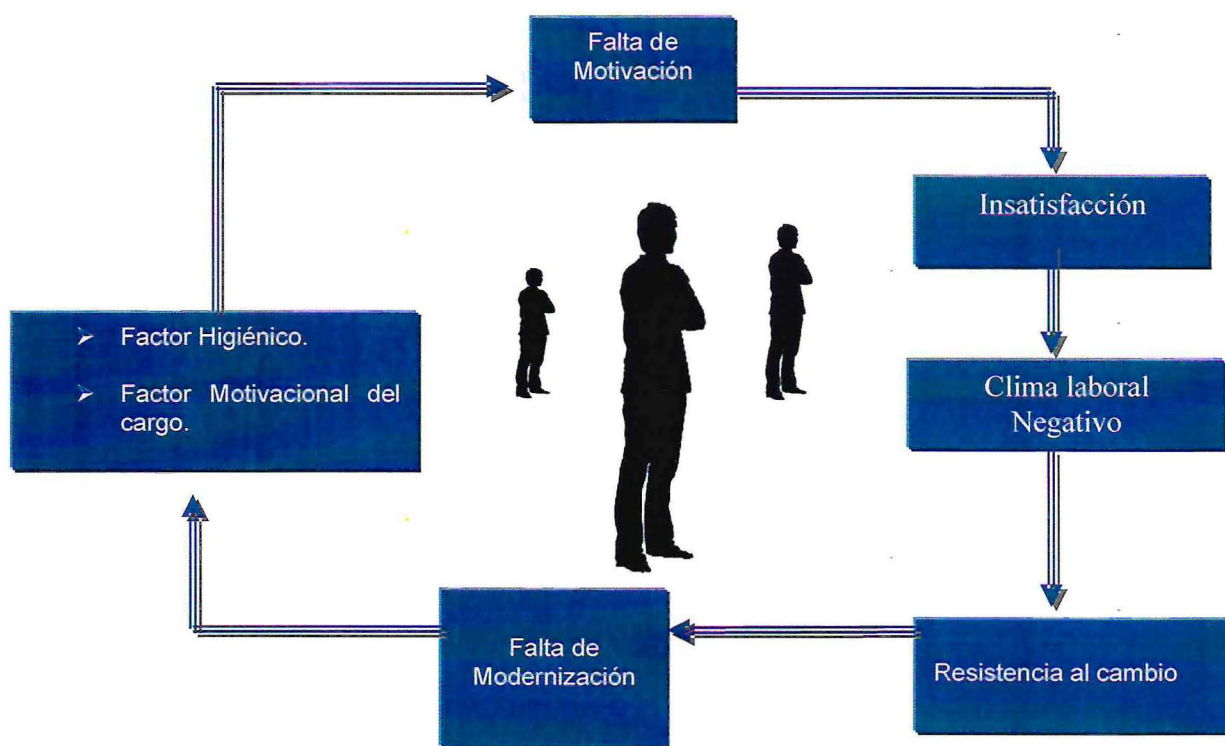 Falta de
Motivación
Insatisfacción
➢ Factor Higiénico.
➢ Factor Motivacional del
cargo.
Clima laboral
Negativo
Falta de
Modernización
Resistencia al cambio